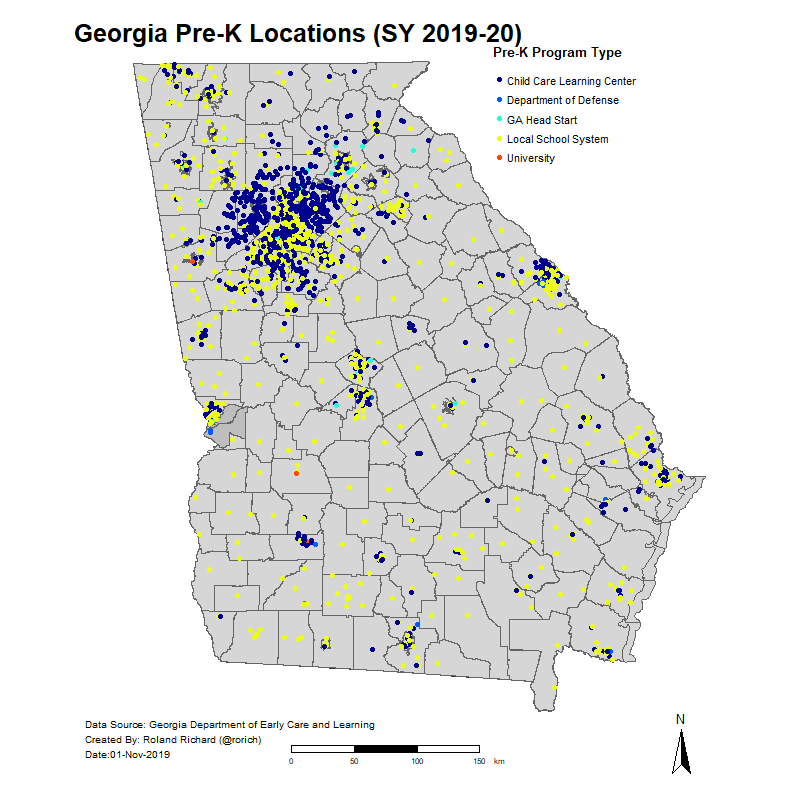 Georgia Pre-K Locations (SY 2019-20)
Pre-K Program Type
Child Care Learning Center
Department of Defense
GA Head Start
Local School System
University
Data Source: Georgia Department of Early Care and Learning
Created By: Roland Richard (@rorich)
Date:01-Nov-2019
0 50 100 150 km
N